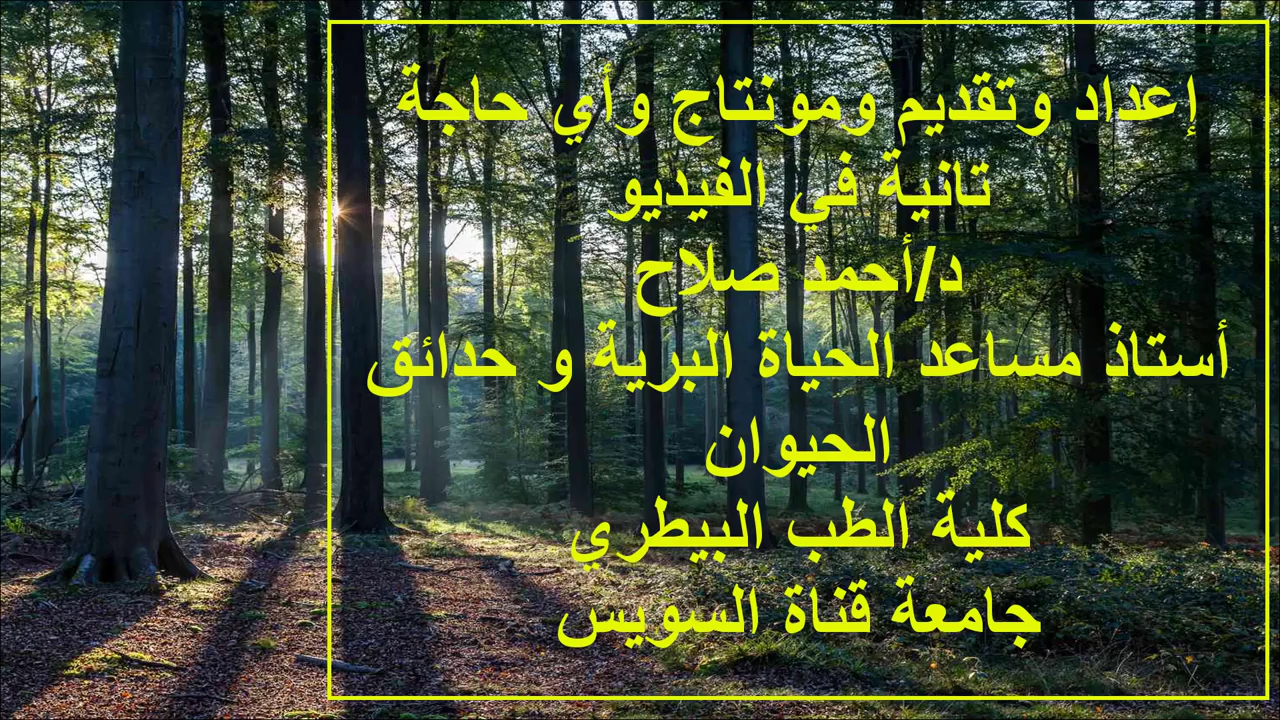 إعداد وتقديم ومونتاج وأي حاجة
تانية في الفيديو
د/أحمد صلاح
أستاذ مساعد الحياة البرية و حدائق
الحيوان
كلية الطب البيطري
جامعة قناة السويس